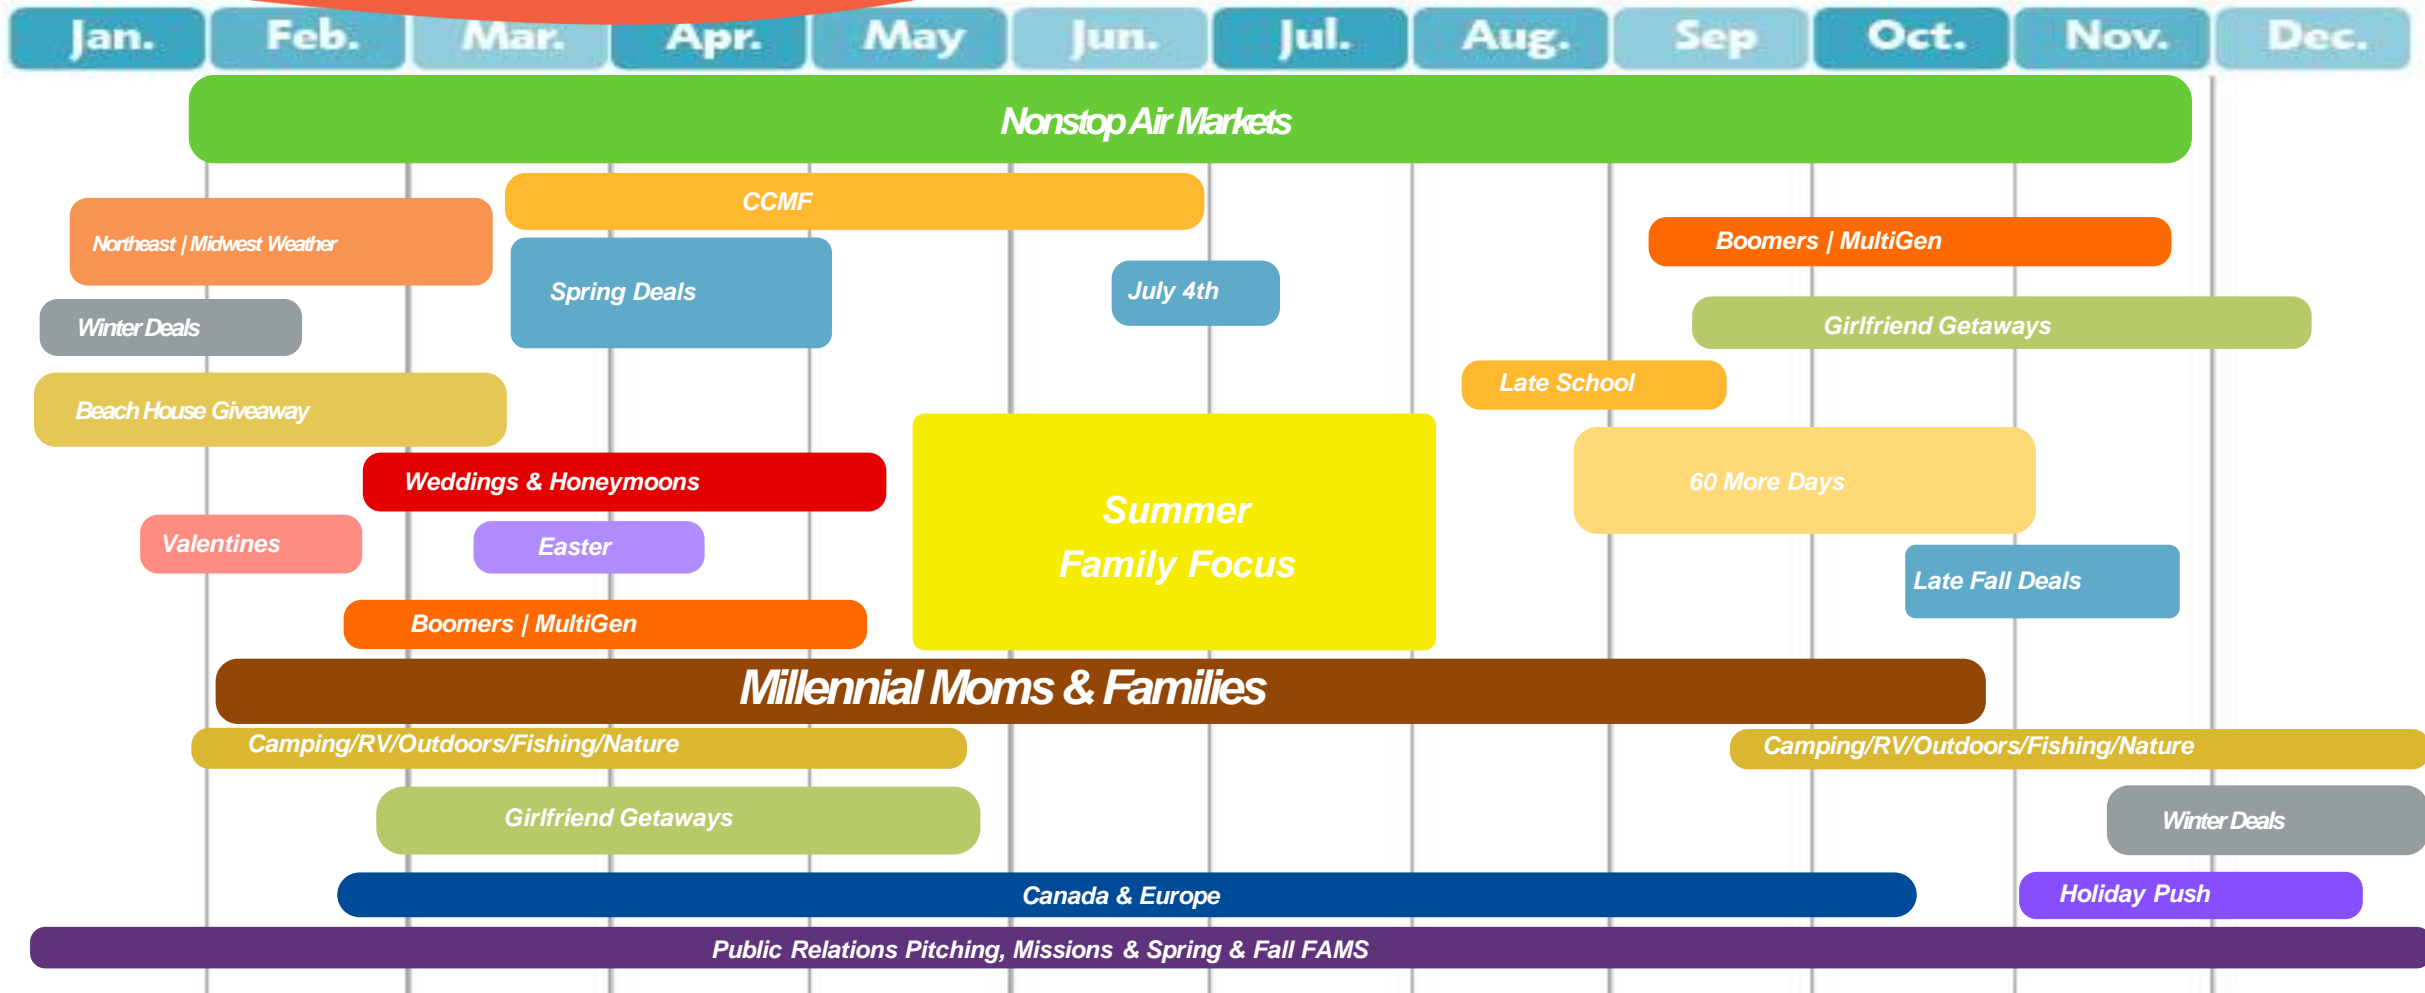 Jan. Feb. Mar. Apr. May Jun. Jul. Aug. Sep Oct. Nov. Dec.
Nonstop Air Markets
CCMF
Northeast | Midwest Weather
Boomers | MultiGen
Spring Deals
July 4th
Winter Deals
Girlfriend Getaways
Late School
Beach House Giveaway
Weddings & Honeymoons
60 More Days
Summer
Family Focus
Valentines
Easter
Late Fall Deals
Boomers | MultiGen
Millennial Moms & Families
Camping/RV/Outdoors/Fishing/Nature
Camping/RV/Outdoors/Fishing/Nature
Girlfriend Getaways
Winter Deals
Canada & Europe
Holiday Push
Public Relations Pitching, Missions & Spring & Fall FAMS